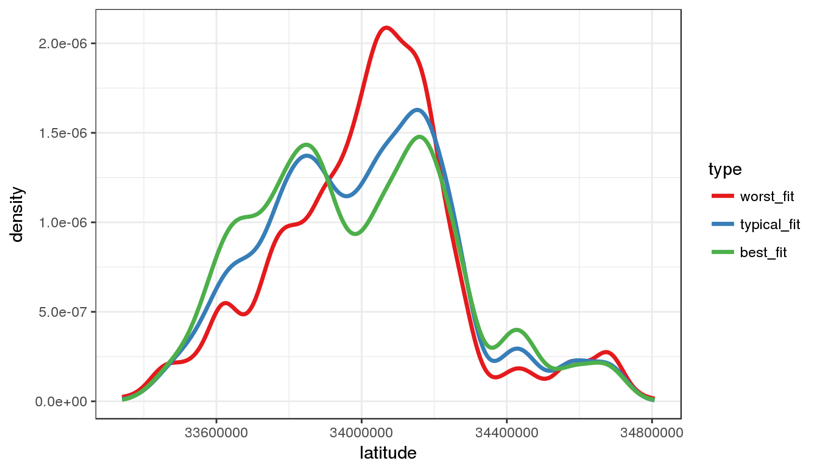 2.0e-06
1.5e-06
1.0e-06
5.0e-07
0.0e+00
density
33600000 34000000 34400000 34800000
latitude
type
worst_fit
typical_fit
best_fit